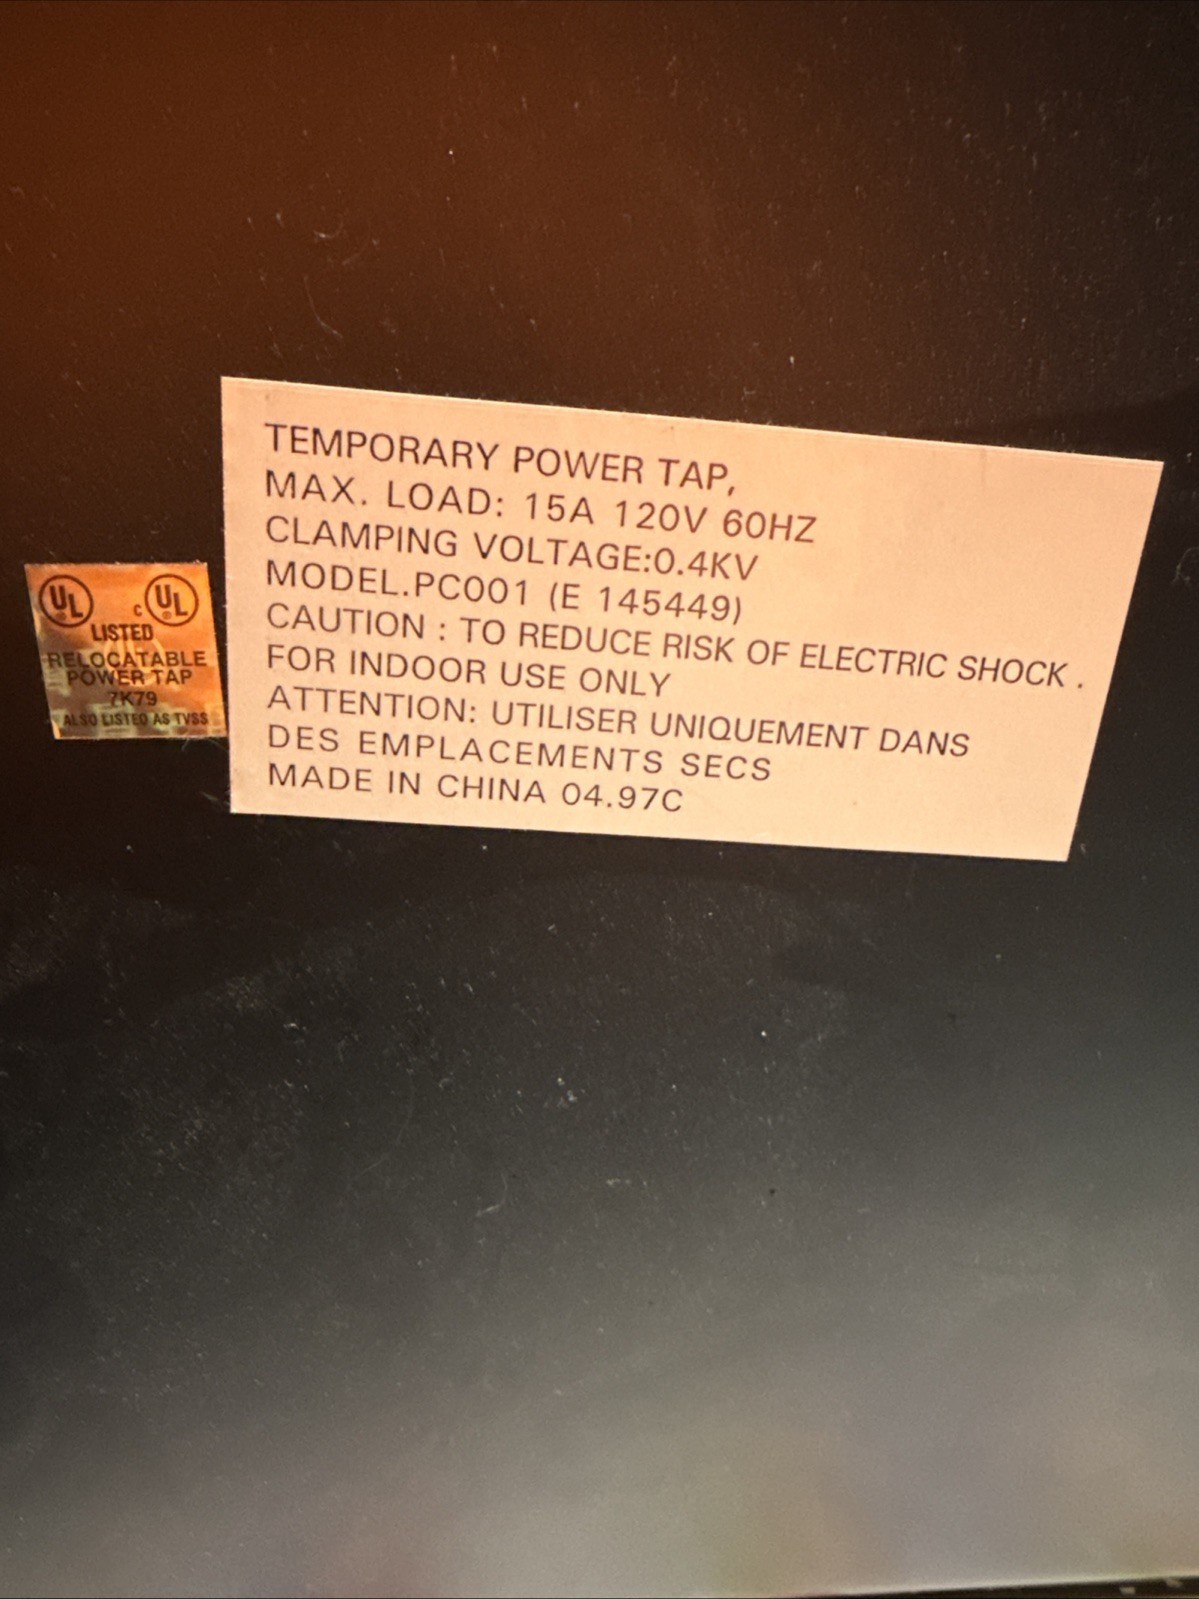 TEMPORARY POWER TAP,
MAX. LOAD: 15A 120V 60HZ
CLAMPING VOLTAGE:0.4KV
MODEL.PC001 (E 145449)
CAUTION : TO REDUCE RISK OF ELECTRIC SHOCK .
FOR INDOOR USE ONLY
ATTENTION: UTILISER UNIQUEMENT DANS
DES EMPLACEMENTS SECS
MADE IN CHINA 04.97C
UL ® c UL ®
LISTED
RELOCATABLE
POWER TAP
7K79
ALSO LISTED AS TVSS